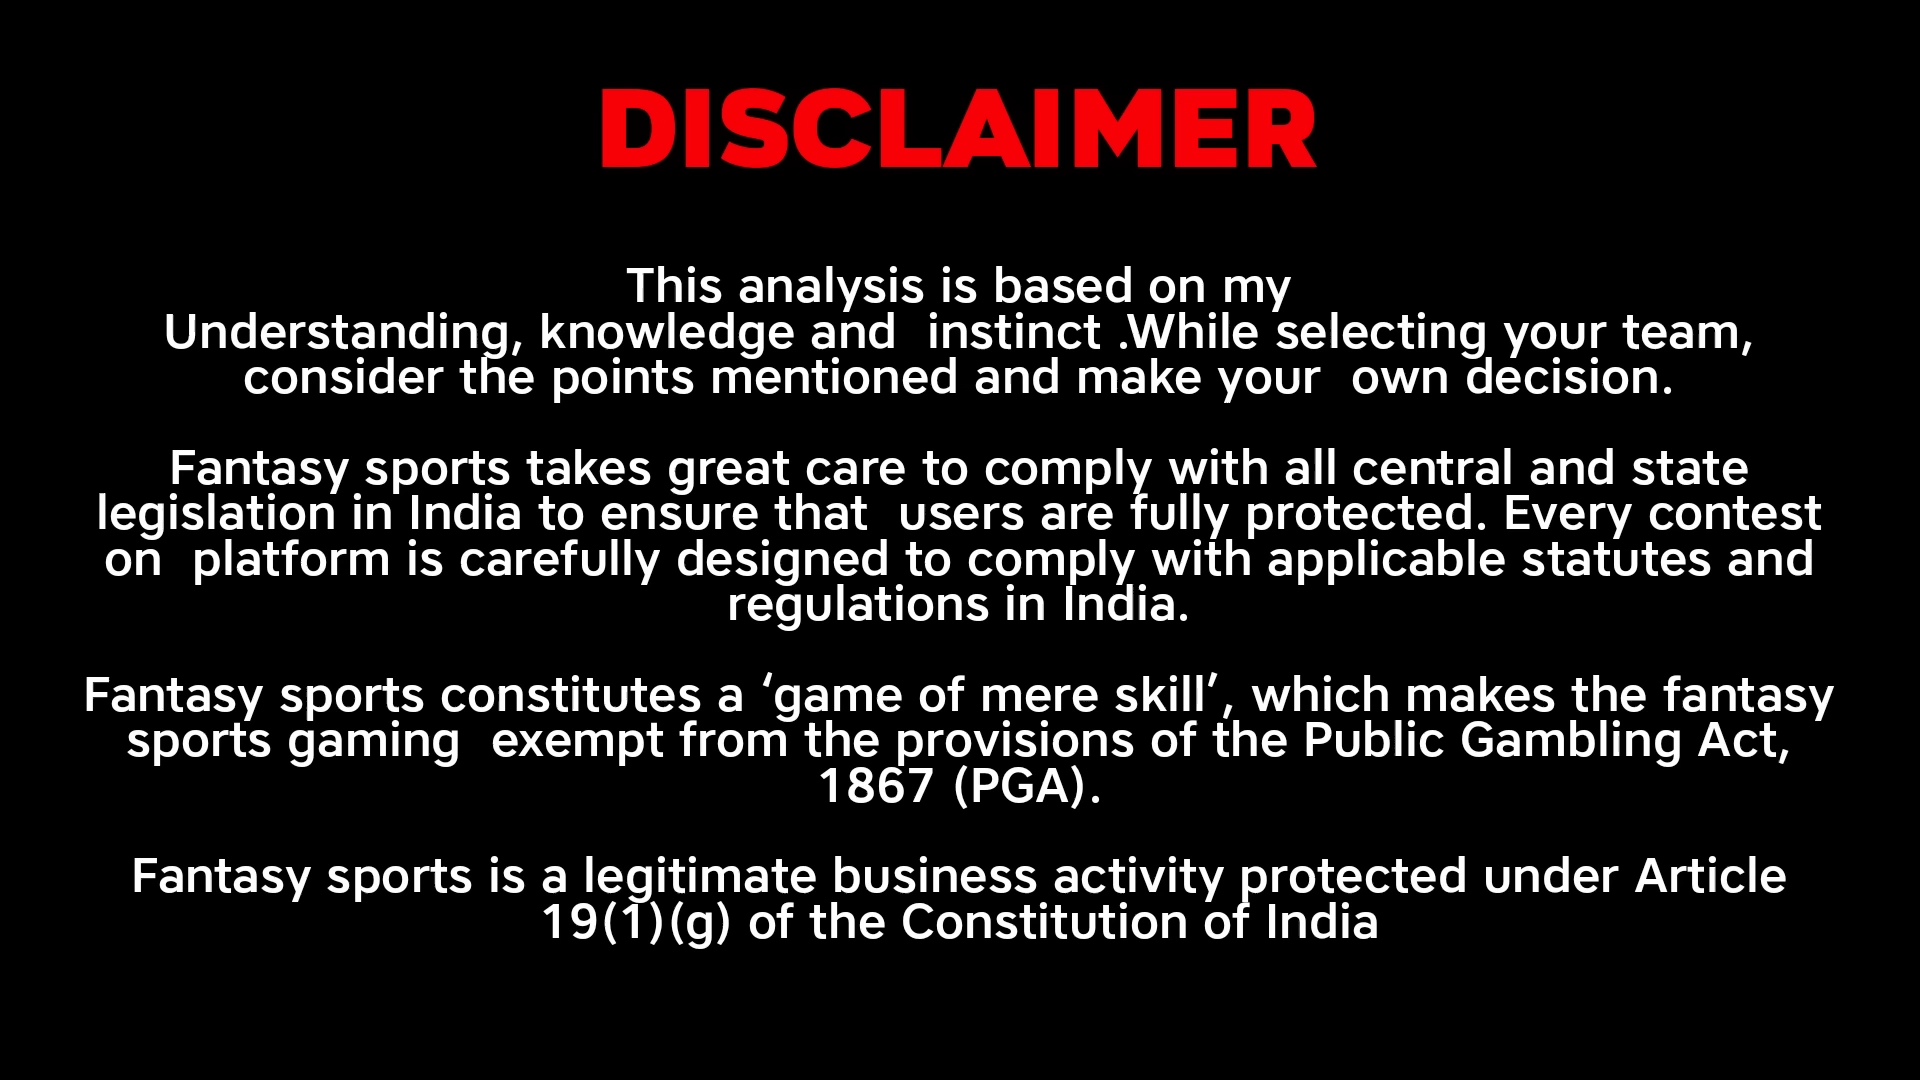 DISCLAIMER
This analysis is based on my
Understanding, knowledge and  instinct .While selecting your team,
consider the points mentioned and make your  own decision.
Fantasy sports takes great care to comply with all central and state
legislation in India to ensure that  users are fully protected. Every contest
on  platform is carefully designed to comply with applicable statutes and
regulations in India.
Fantasy sports constitutes a ‘game of mere skill’, which makes the fantasy
sports gaming  exempt from the provisions of the Public Gambling Act,
1867 (PGA).
Fantasy sports is a legitimate business activity protected under Article
19(1)(g) of the Constitution of India